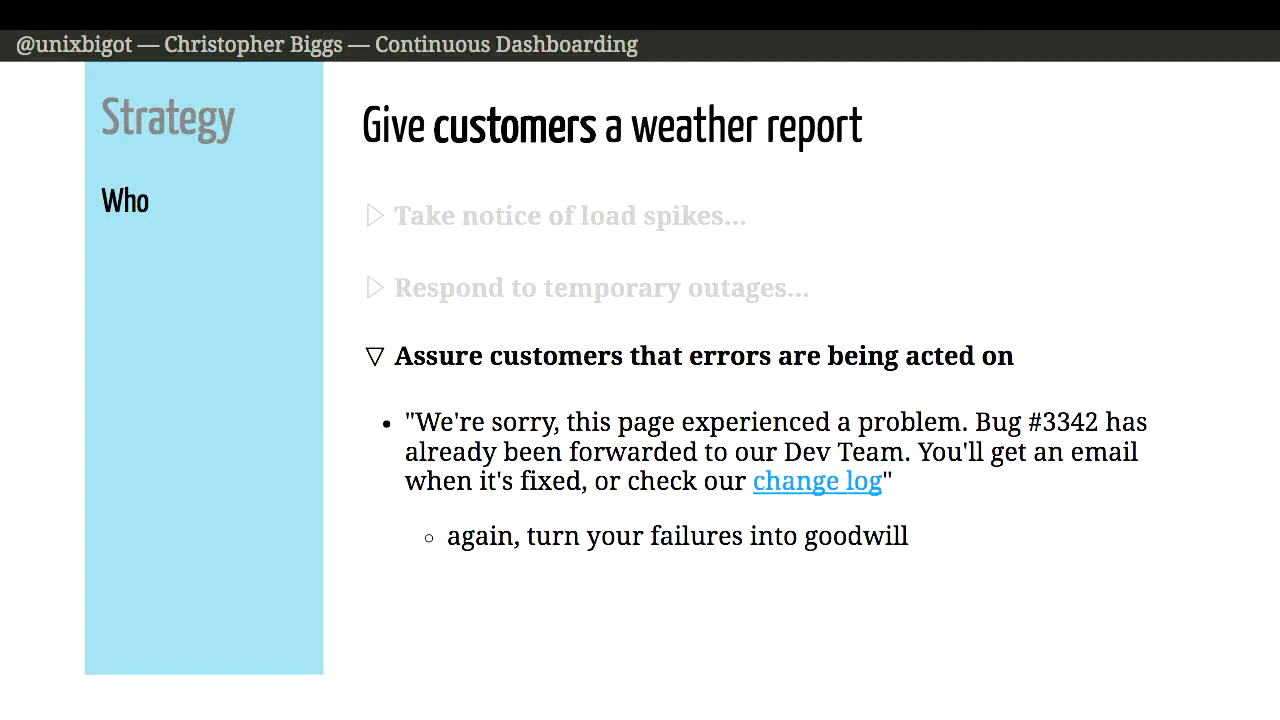 @unixbigot — Christopher Biggs — Continuous Dashboarding
Strategy
Who
Give customers a weather report
▷ Take notice of load spikes...
▷ Respond to temporary outages...
▽ Assure customers that errors are being acted on
• "We're sorry, this page experienced a problem. Bug #3342 has
already been forwarded to our Dev Team. You'll get an email
when it's fixed, or check our change log"
◦ again, turn your failures into goodwill